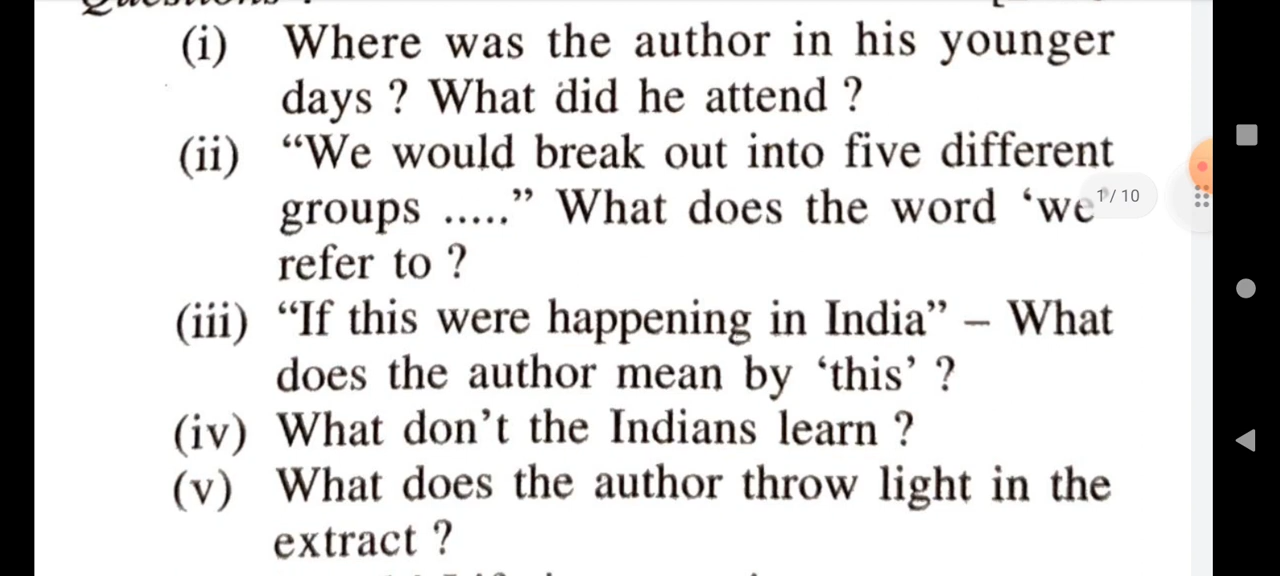 (i) Where was the author in his younger
days ? What did he attend ?
(ii) “We would break out into five different
groups .....” What does the word ‘we’
1 / 10
refer to ?
(iii) “If this were happening in India” – What
does the author mean by ‘this’ ?
(iv) What don’t the Indians learn ?
(v) What does the author throw light in the
extract ?